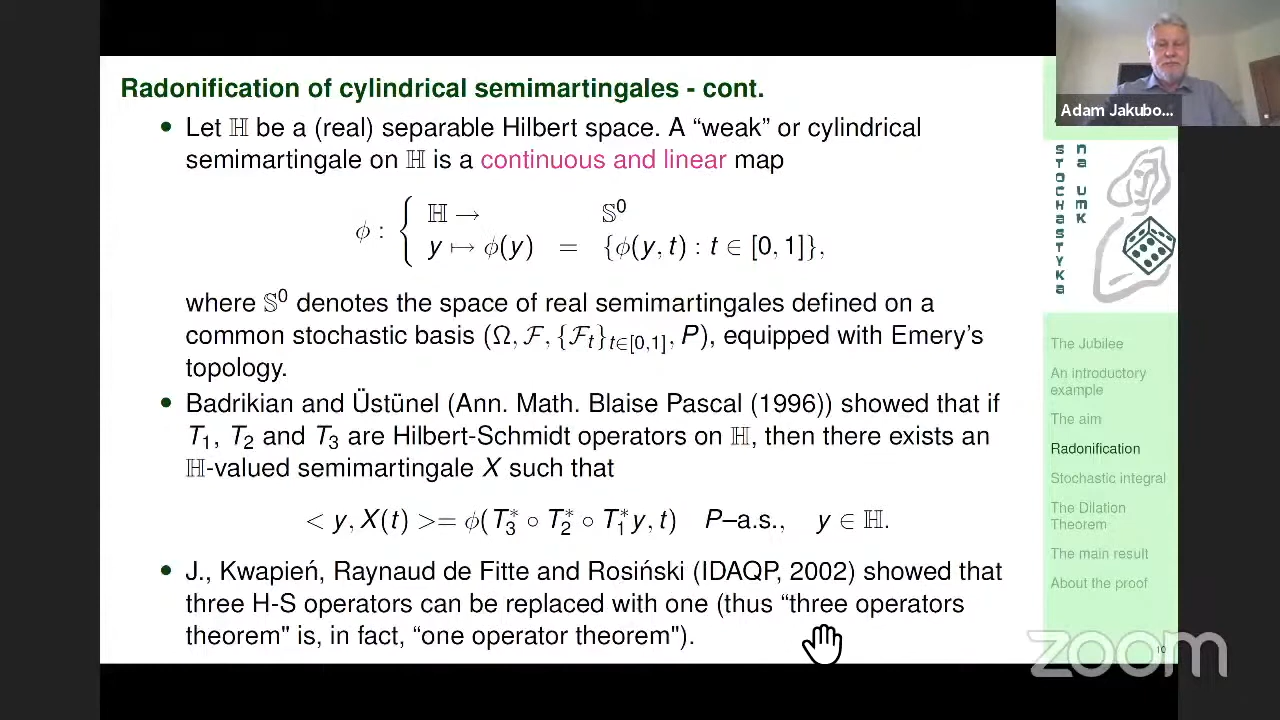 Radonification of cylindrical semimartingales - cont.
• Let ℍ be a (real) separable Hilbert space. A “weak” or cylindrical
semimartingale on ℍ is a continuous and linear map
ϕ : { ℍ → 𝕊⁰
y ↦ ϕ(y) = {ϕ(y, t) : t ∈ [0, 1]},
where 𝕊⁰ denotes the space of real semimartingales defined on a
common stochastic basis (Ω, ℱ, {ℱ_t}_{t∈[0,1]}, P), equipped with Emery's
topology.
• Badrikian and Üstünel (Ann. Math. Blaise Pascal (1996)) showed that if
T₁, T₂ and T₃ are Hilbert-Schmidt operators on ℍ, then there exists an
ℍ-valued semimartingale X such that
< y, X(t) >= ϕ(T₃* ∘ T₂* ∘ T₁* y, t) P–a.s., y ∈ ℍ.
• J., Kwapień, Raynaud de Fitte and Rosiński (IDAQP, 2002) showed that
three H-S operators can be replaced with one (thus “three operators
theorem" is, in fact, “one operator theorem").
Adam Jakubo...
STOCHASTYKA
na UMK
The Jubilee
An introductory
example
The aim
Radonification
Stochastic integral
The Dilation
Theorem
The main result
About the proof
10
zoom